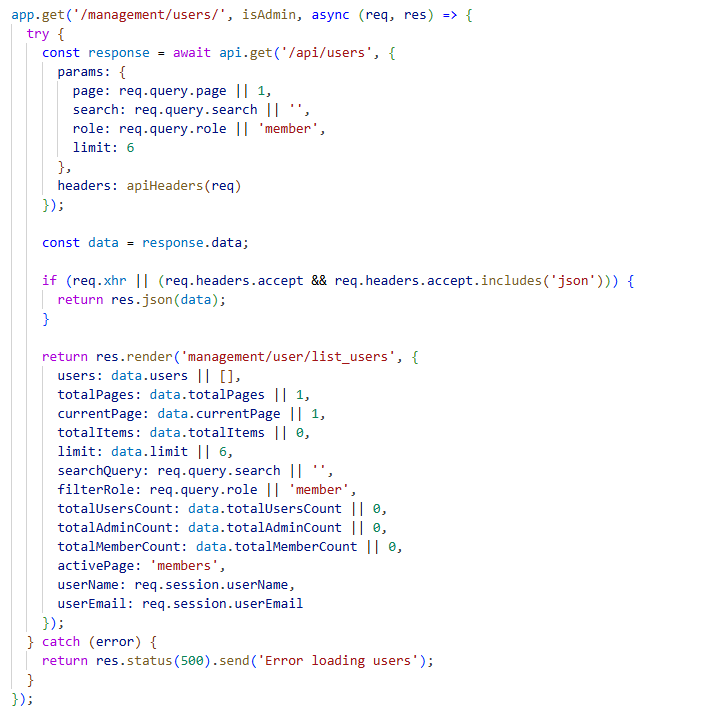 app.get('/management/users/', isAdmin, async (req, res) => {
  try {
    const response = await api.get('/api/users', {
      params: {
        page: req.query.page || 1,
        search: req.query.search || '',
        role: req.query.role || 'member',
        limit: 6
      },
      headers: apiHeaders(req)
    });

    const data = response.data;

    if (req.xhr || (req.headers.accept && req.headers.accept.includes('json'))) {
      return res.json(data);
    }

    return res.render('management/user/list_users', {
      users: data.users || [],
      totalPages: data.totalPages || 1,
      currentPage: data.currentPage || 1,
      totalItems: data.totalItems || 0,
      limit: data.limit || 6,
      searchQuery: req.query.search || '',
      filterRole: req.query.role || 'member',
      totalUsersCount: data.totalUsersCount || 0,
      totalAdminCount: data.totalAdminCount || 0,
      totalMemberCount: data.totalMemberCount || 0,
      activePage: 'members',
      userName: req.session.userName,
      userEmail: req.session.userEmail
    });
  } catch (error) {
    return res.status(500).send('Error loading users');
  }
});